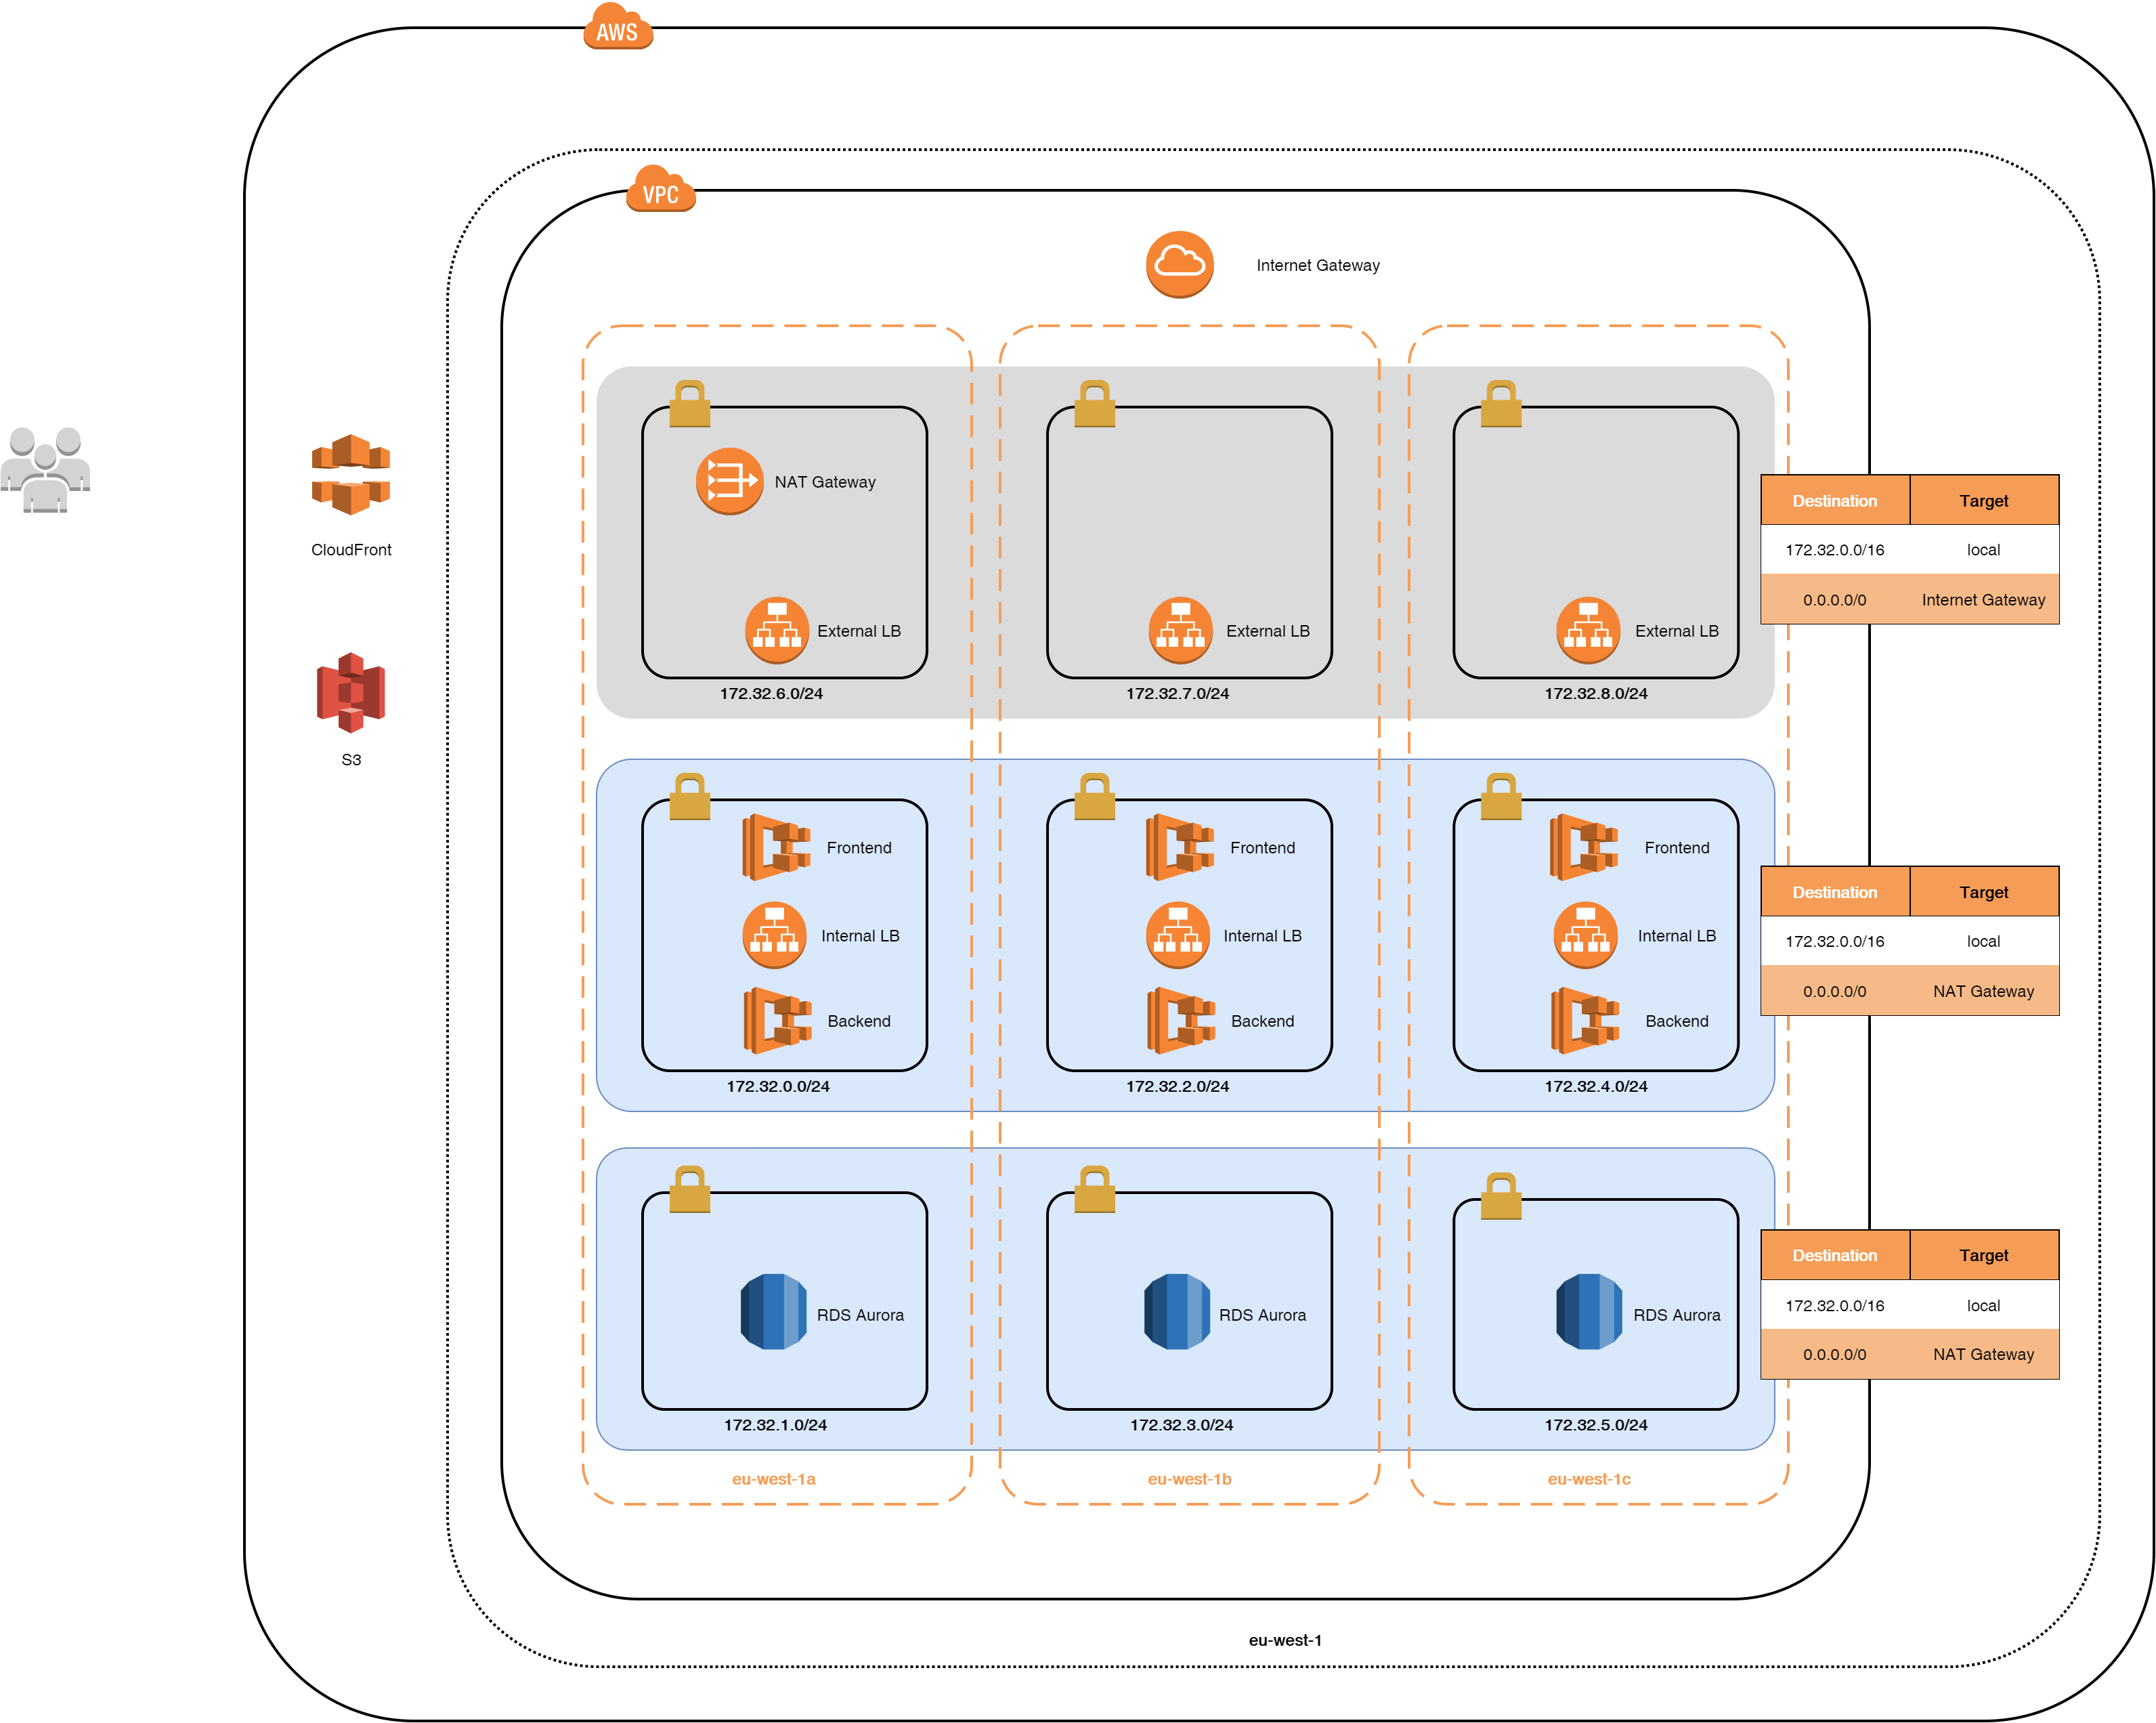 AWS
VPC
Internet Gateway
NAT Gateway
External LB
External LB
External LB
172.32.6.0/24
172.32.7.0/24
172.32.8.0/24
Destination Target
172.32.0.0/16 local
0.0.0.0/0 Internet Gateway
CloudFront
S3
Frontend
Frontend
Frontend
Internal LB
Internal LB
Internal LB
Backend
Backend
Backend
172.32.0.0/24
172.32.2.0/24
172.32.4.0/24
Destination Target
172.32.0.0/16 local
0.0.0.0/0 NAT Gateway
RDS Aurora
RDS Aurora
RDS Aurora
172.32.1.0/24
172.32.3.0/24
172.32.5.0/24
Destination Target
172.32.0.0/16 local
0.0.0.0/0 NAT Gateway
eu-west-1a
eu-west-1b
eu-west-1c
eu-west-1